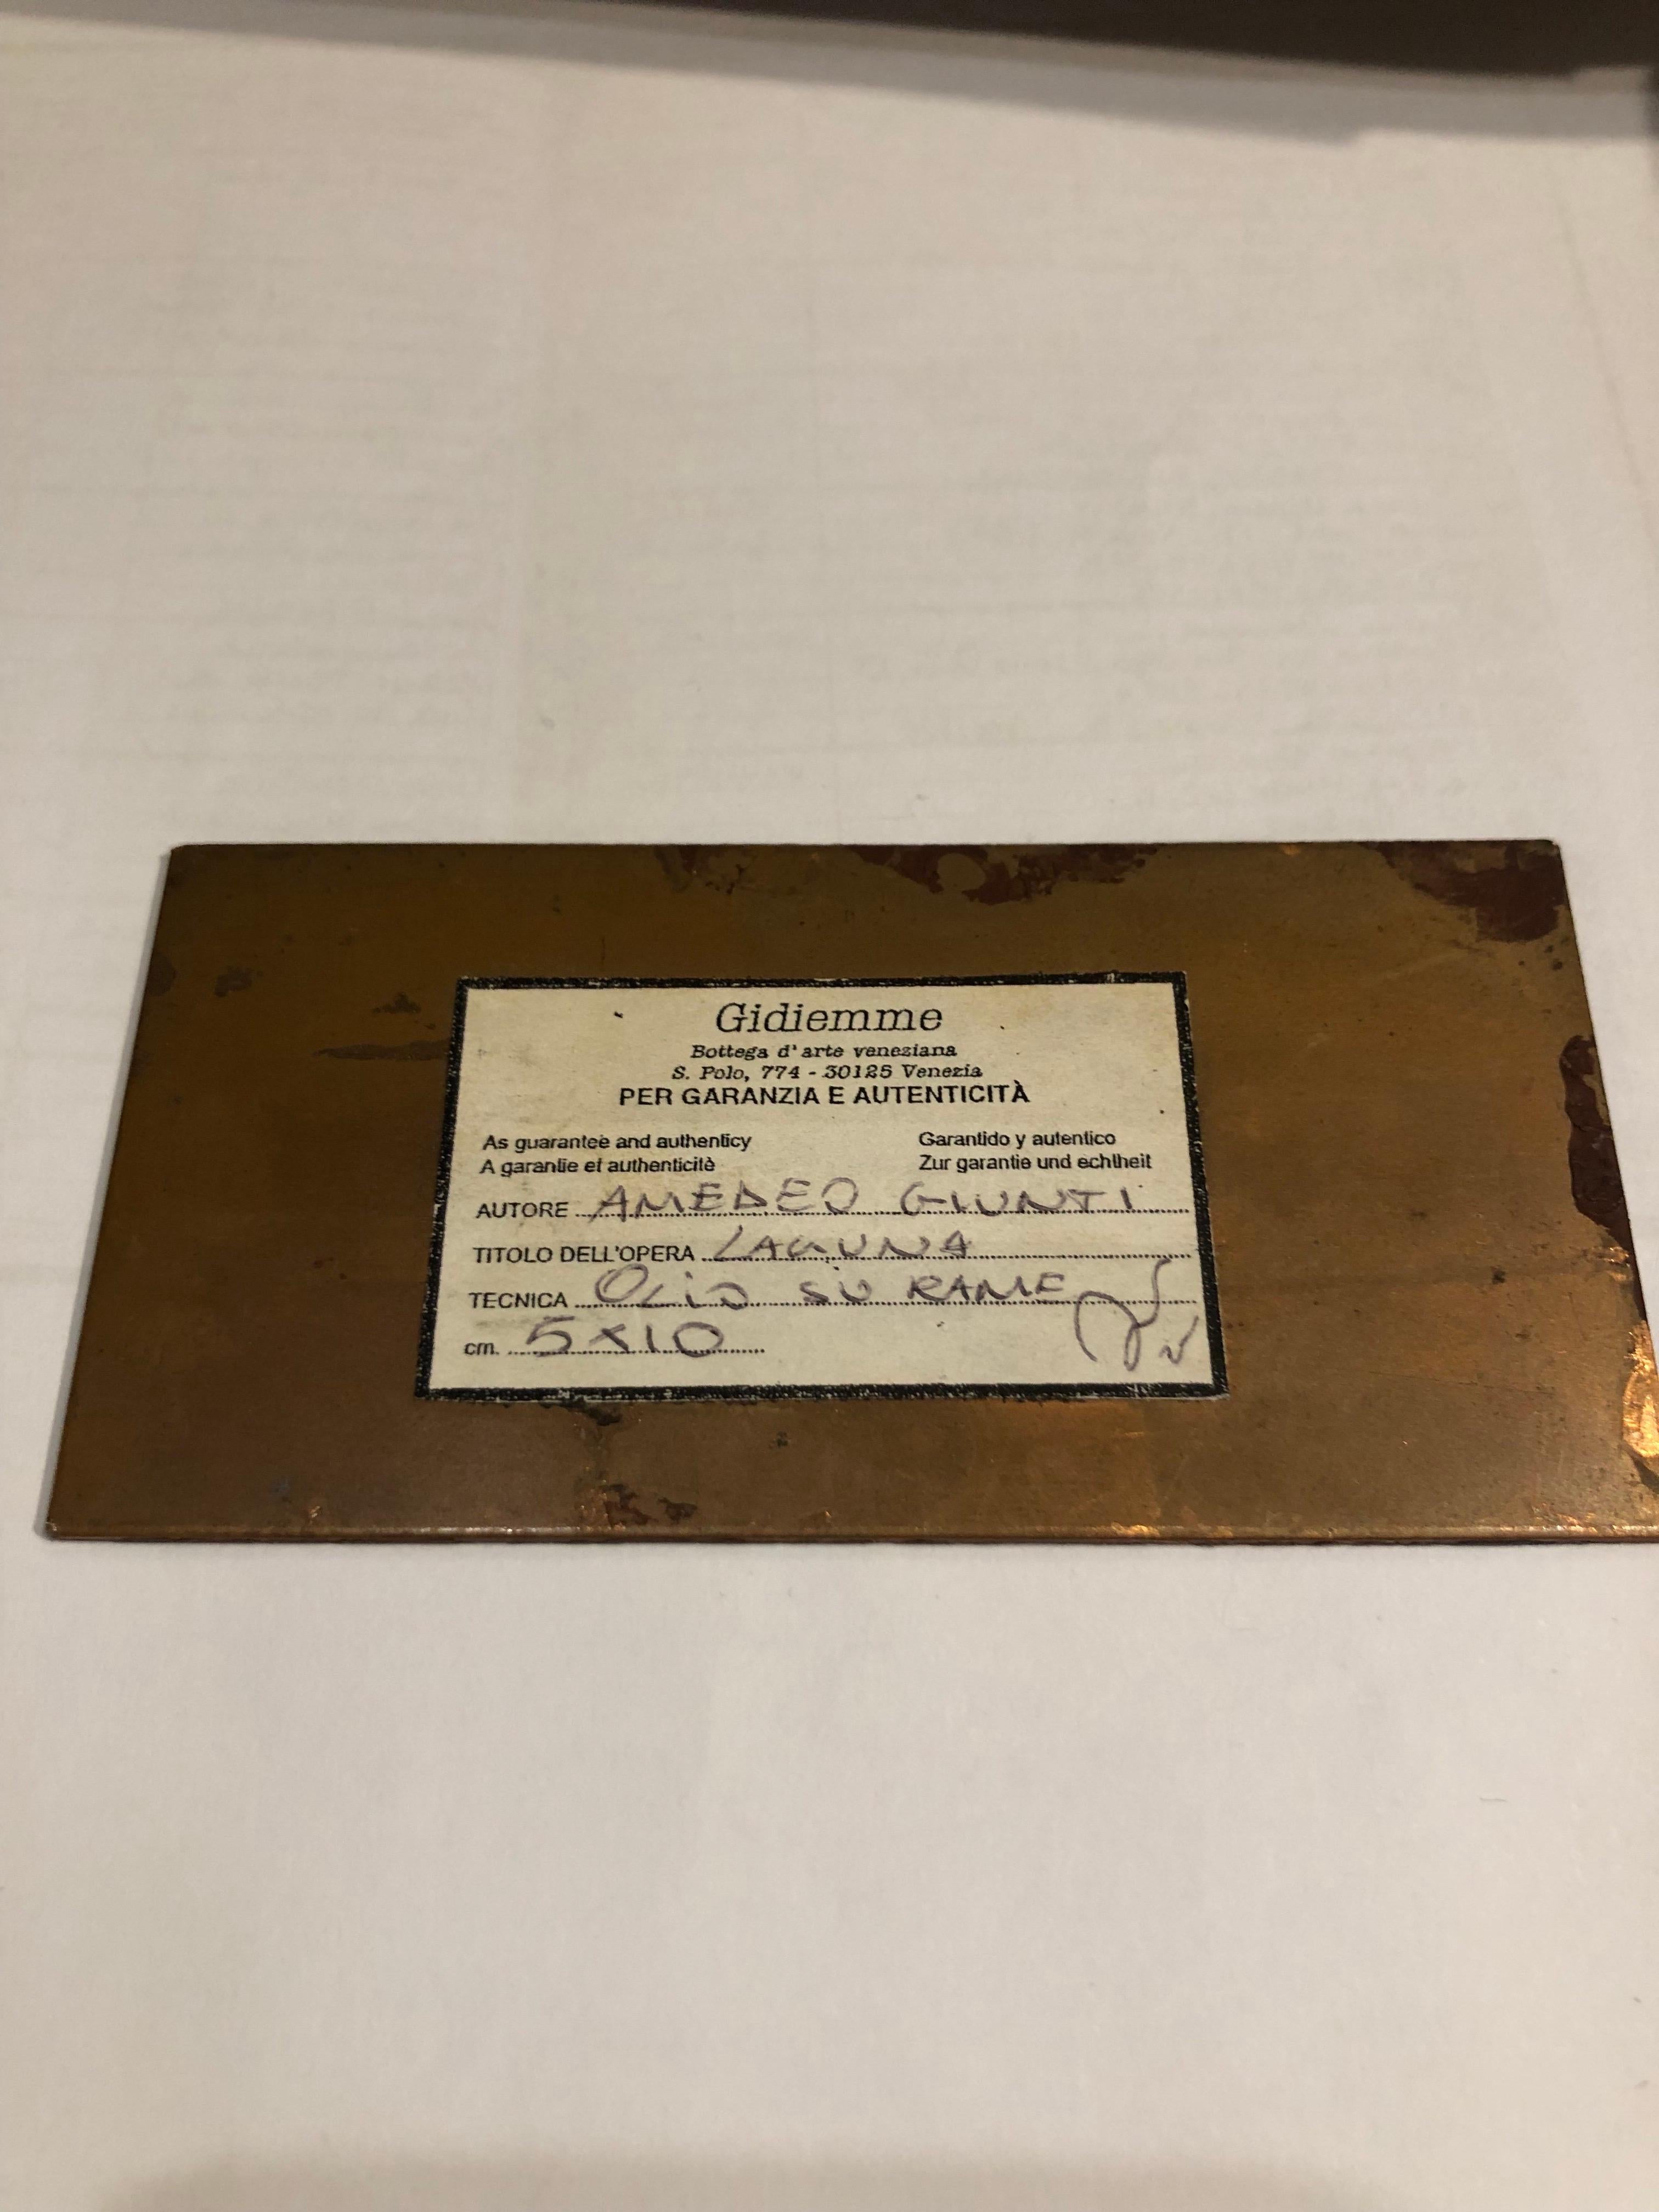 Gidiemme
Bottega d'arte veneziana
S. Polo, 774 - 30125 Venezia
PER GARANZIA E AUTENTICITÀ
As guarantee and authenticy Garantido y autentico
A garantie et authenticitè Zur garantie und echtheit
AUTORE AMEDEO GIUNTI
TITOLO DELL'OPERA LAGUNA
TECNICA OLIO SU RAME
cm. 5x10